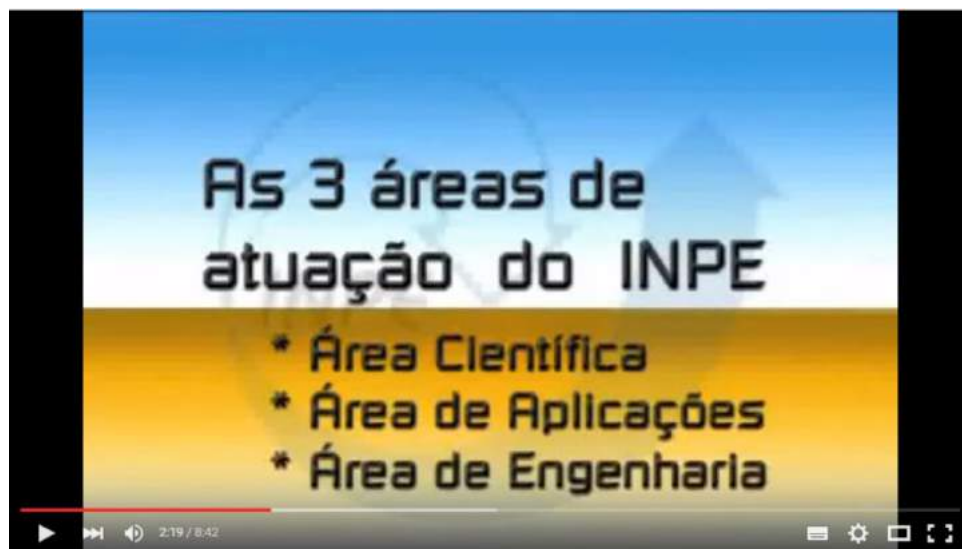 As 3 áreas de
atuação do INPE
* Área Científica
* Área de Aplicações
* Área de Engenharia
2:19 / 8:42